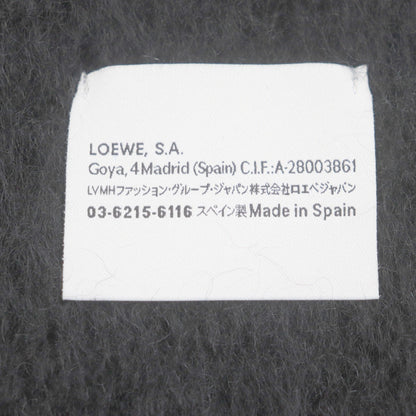 LOEWE, S.A.
Goya, 4 Madrid (Spain) C.I.F.:A-28003861
LVMHファッション・グループ・ジャパン株式会社ロエベジャパン
03-6215-6116 スペイン製 Made in Spain